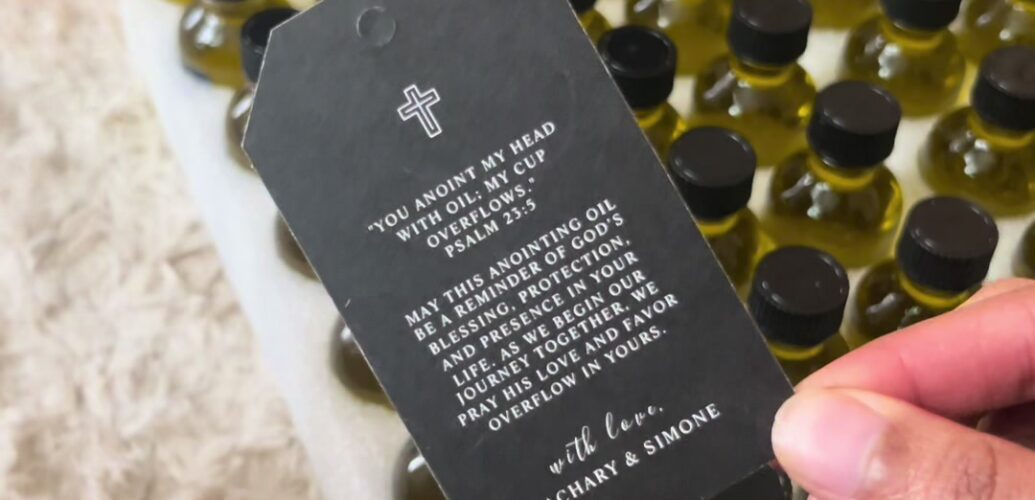 "YOU ANOINT MY HEAD
WITH OIL; MY CUP
OVERFLOWS."
PSALM 23:5
MAY THIS ANOINTING OIL
BE A REMINDER OF GOD'S
BLESSING, PROTECTION,
AND PRESENCE IN YOUR
LIFE. AS WE BEGIN OUR
JOURNEY TOGETHER, WE
PRAY HIS LOVE AND FAVOR
OVERFLOW IN YOURS.
with love,
ACHARY & SIMONE